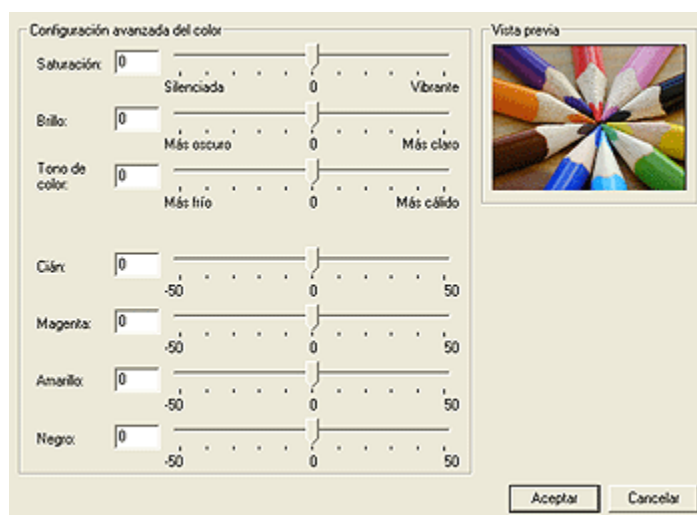 Configuración avanzada del color
Saturación: 0
Silenciada 0 Vibrante
Brillo: 0
Más oscuro 0 Más claro
Tono de
color: 0
Más frío 0 Más cálido
Cián: 0
-50 0 50
Magenta: 0
-50 0 50
Amarillo: 0
-50 0 50
Negro: 0
-50 0 50
Vista previa
Aceptar Cancelar